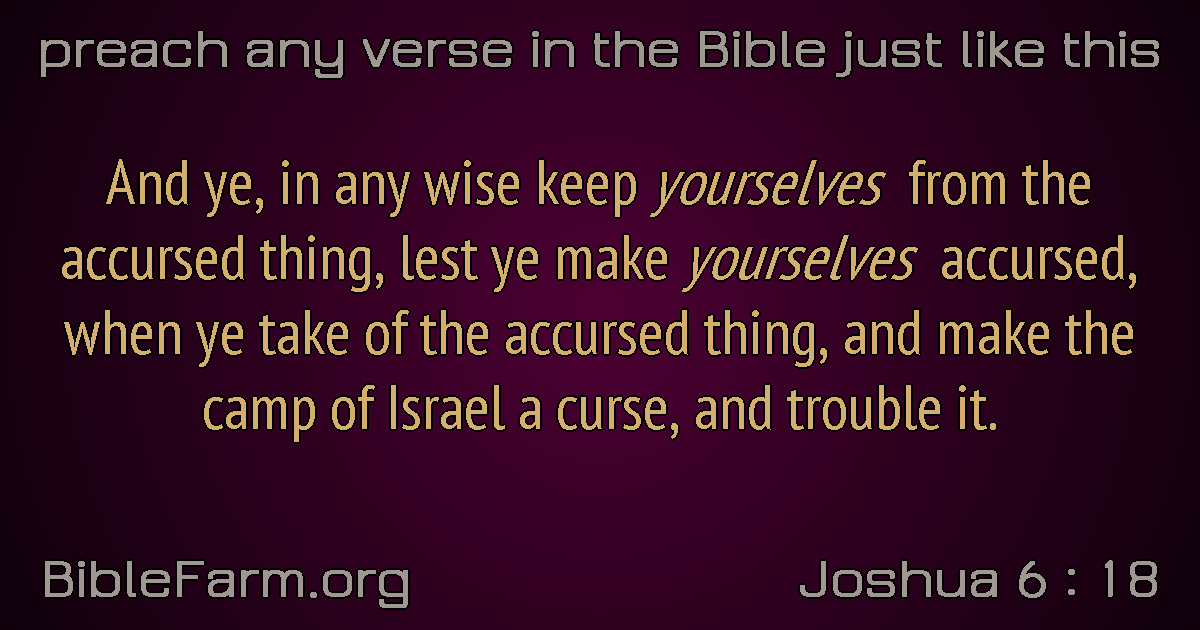 preach any verse in the Bible just like this
And ye, in any wise keep yourselves from the
accursed thing, lest ye make yourselves accursed,
when ye take of the accursed thing, and make the
camp of Israel a curse, and trouble it.
BibleFarm.org
Joshua 6 : 18